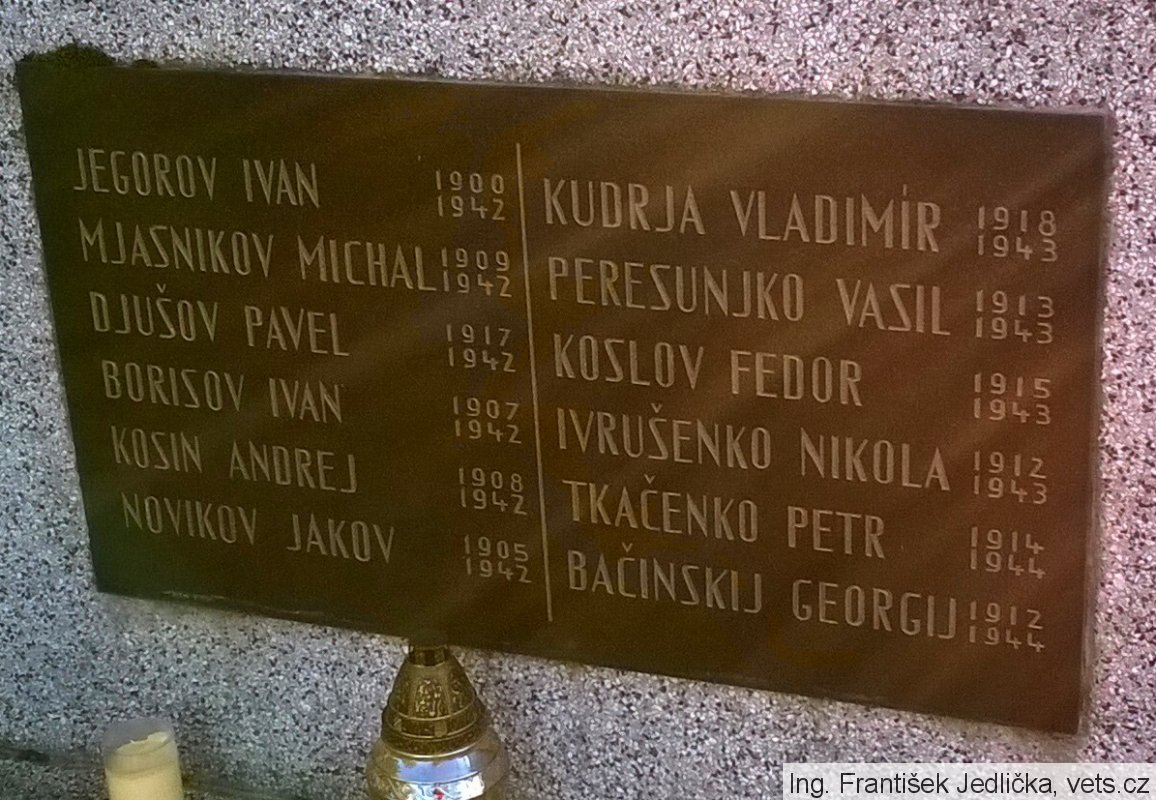 JEGOROV IVAN 1900 1942
MJASNIKOV MICHAL 1909 1942
DJUŠOV PAVEL 1917 1942
BORISOV IVAN 1907 1942
KOSIN ANDREJ 1908 1942
NOVIKOV JAKOV 1905 1942
KUDRJA VLADIMÍR 1918 1943
PERESUNJKO VASIL 1913 1943
KOSLOV FEDOR 1915 1943
IVRUŠENKO NIKOLA 1912 1943
TKAČENKO PETR 1914 1944
BAČINSKIJ GEORGIJ 1912 1944
Ing. František Jedlička, vets.cz